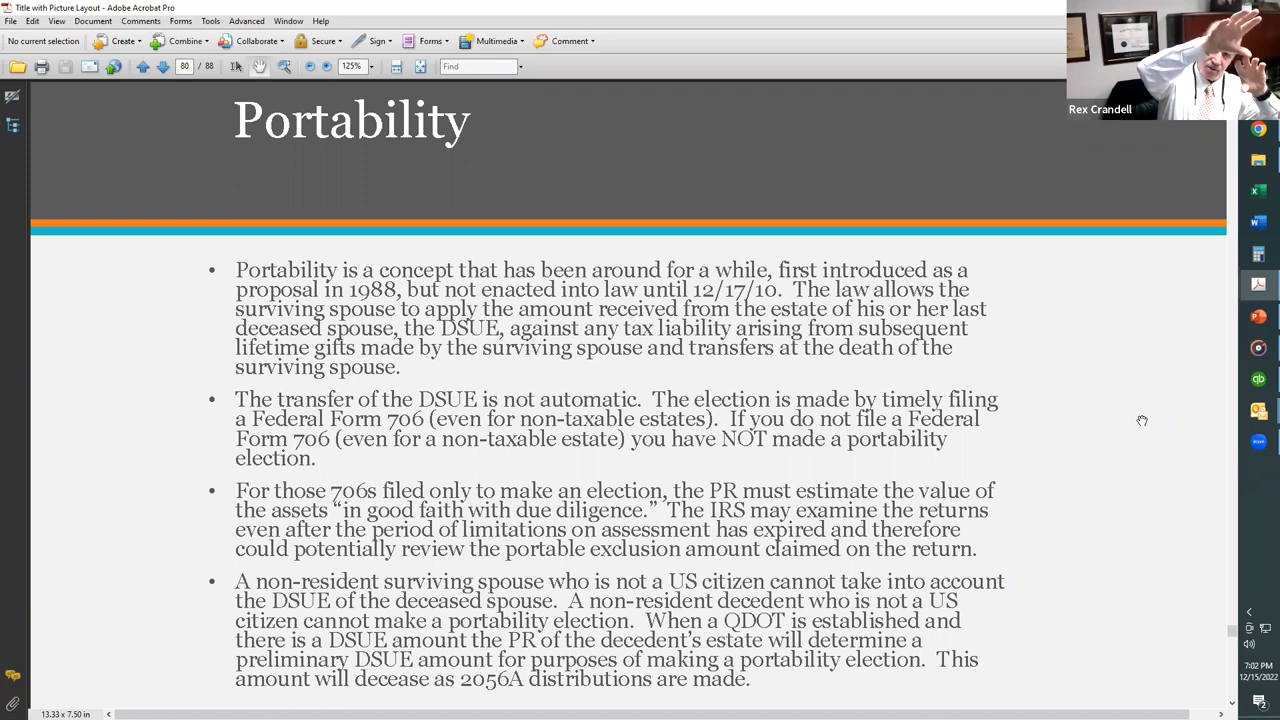 Title with Picture Layout - Adobe Acrobat Pro
File Edit View Document Comments Forms Tools Advanced Window Help
No current selection Create Combine Collaborate Secure Sign Forms Multimedia Comment
80 / 88 125% Find
Rex Crandell
Portability
• Portability is a concept that has been around for a while, first introduced as a
proposal in 1988, but not enacted into law until 12/17/10. The law allows the
surviving spouse to apply the amount received from the estate of his or her last
deceased spouse, the DSUE, against any tax liability arising from subsequent
lifetime gifts made by the surviving spouse and transfers at the death of the
surviving spouse.
• The transfer of the DSUE is not automatic. The election is made by timely filing
a Federal Form 706 (even for non-taxable estates). If you do not file a Federal
Form 706 (even for a non-taxable estate) you have NOT made a portability
election.
• For those 706s filed only to make an election, the PR must estimate the value of
the assets “in good faith with due diligence.” The IRS may examine the returns
even after the period of limitations on assessment has expired and therefore
could potentially review the portable exclusion amount claimed on the return.
• A non-resident surviving spouse who is not a US citizen cannot take into account
the DSUE of the deceased spouse. A non-resident decedent who is not a US
citizen cannot make a portability election. When a QDOT is established and
there is a DSUE amount the PR of the decedent’s estate will determine a
preliminary DSUE amount for purposes of making a portability election. This
amount will decease as 2056A distributions are made.
13.33 x 7.50 in
7:02 PM
12/15/2022
2